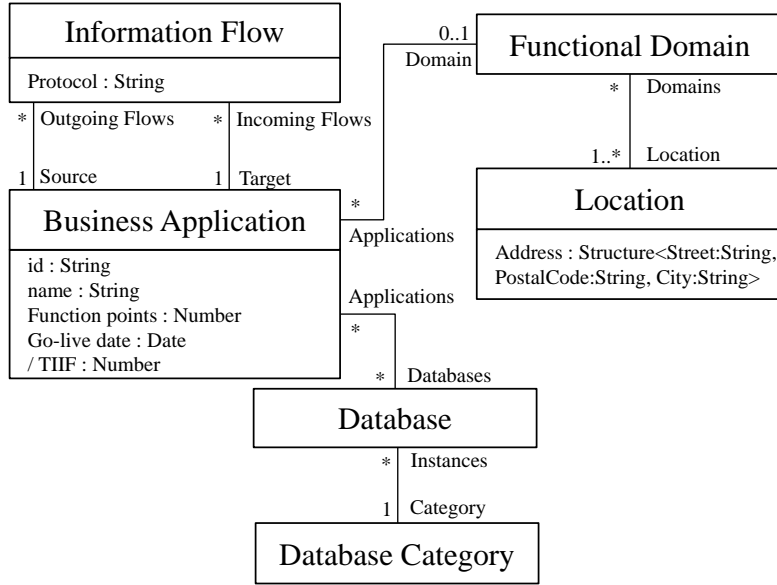 Information Flow
Protocol : String
* Outgoing Flows
* Incoming Flows
1 Source
1 Target
0..1
Domain
Functional Domain
* Domains
1..* Location
Location
Address : Structure<Street:String,
PostalCode:String, City:String>
*
Applications
Business Application
id : String
name : String
Function points : Number
Go-live date : Date
/ TIIF : Number
Applications
*
* Databases
Database
* Instances
1 Category
Database Category